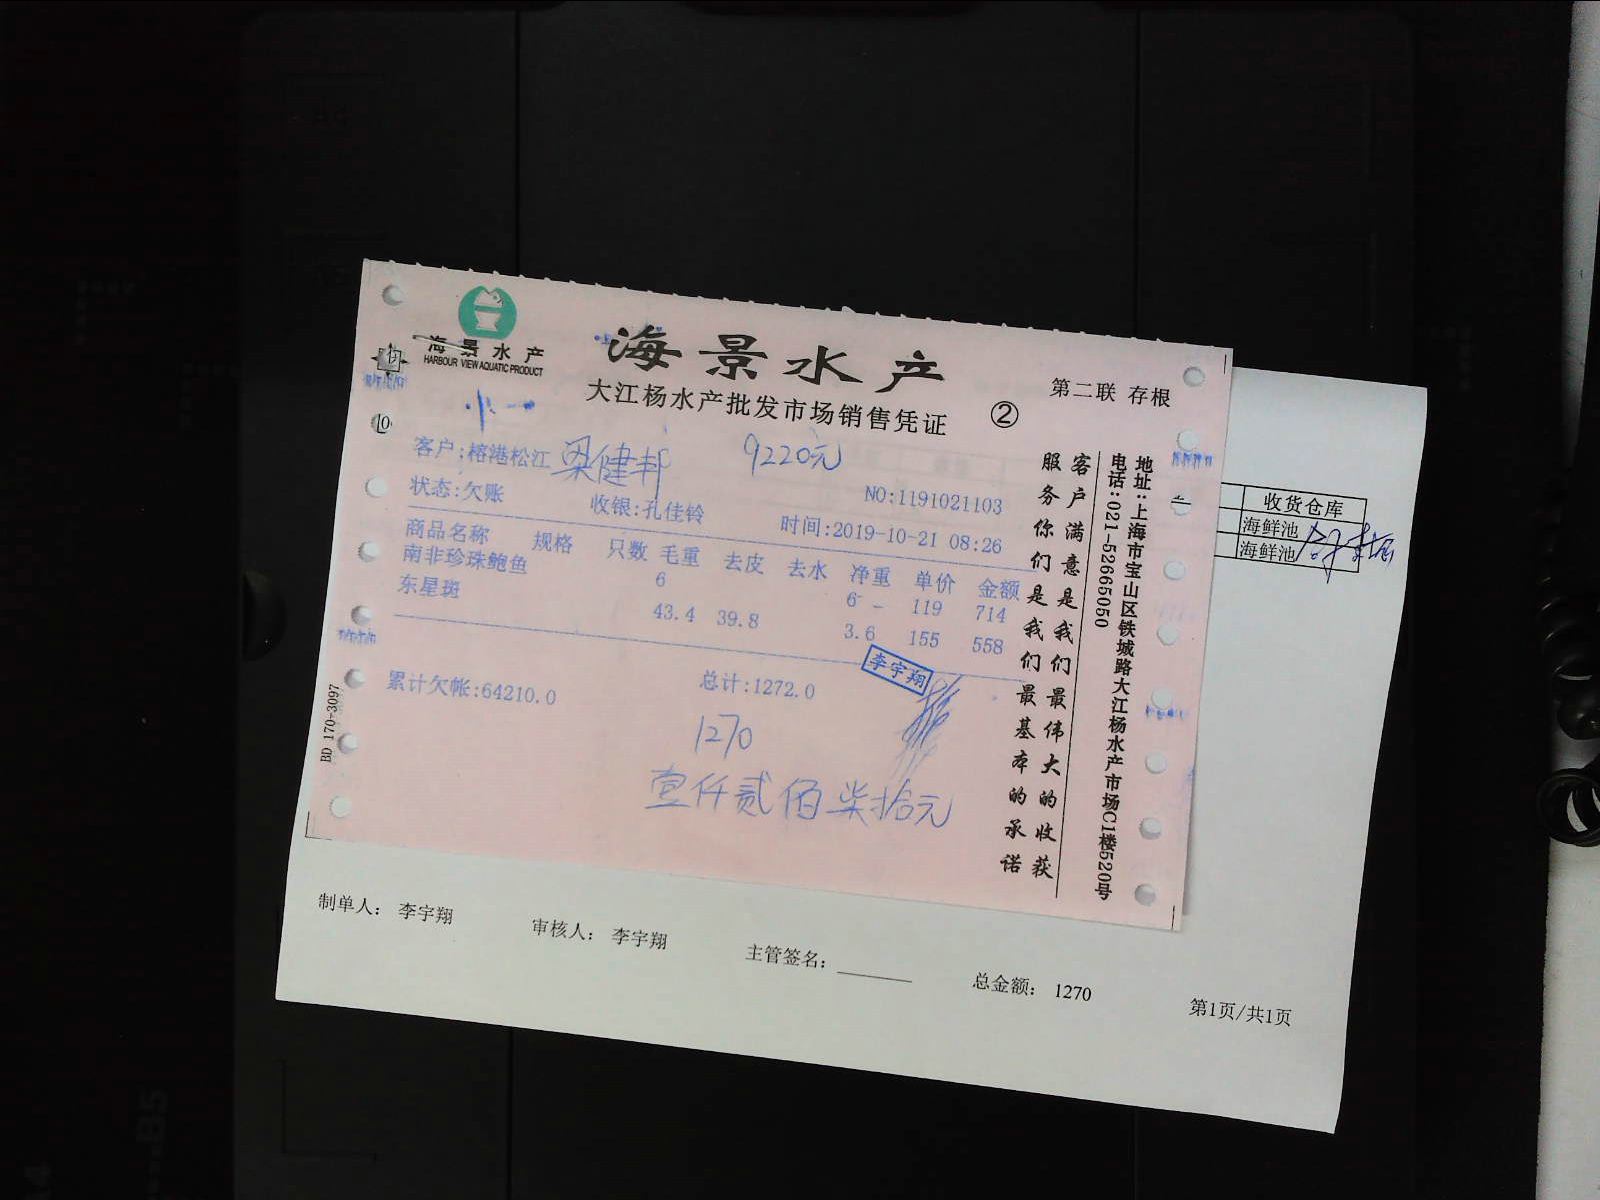 海景水产
HARBOUR VIEW AQUATIC PRODUCT
海景水产
大江杨水产批发市场销售凭证
②
第二联 存根
客户:榕港松江 梁健邦 9220元
状态:欠账 收银:孔佳铃 NO:1191021103
时间:2019-10-21 08:26
商品名称 规格 只数 毛重 去皮 去水 净重 单价 金额
南非珍珠鲍鱼 6 6 119 714
东星斑 43.4 39.8 3.6 155 558
累计欠帐:64210.0 总计:1272.0
李宇翔
1270
壹仟贰佰柒拾元
客户满意是我们最伟大的收获
服务你们是我们最基本的承诺
地址:上海市宝山区铁城路大江杨水产市场C1楼520号
电话:021-52665050
BD 170-3097
10
收货仓库
海鲜池
海鲜池
制单人: 李宇翔 审核人: 李宇翔 主管签名: 总金额: 1270
第1页/共1页
B5